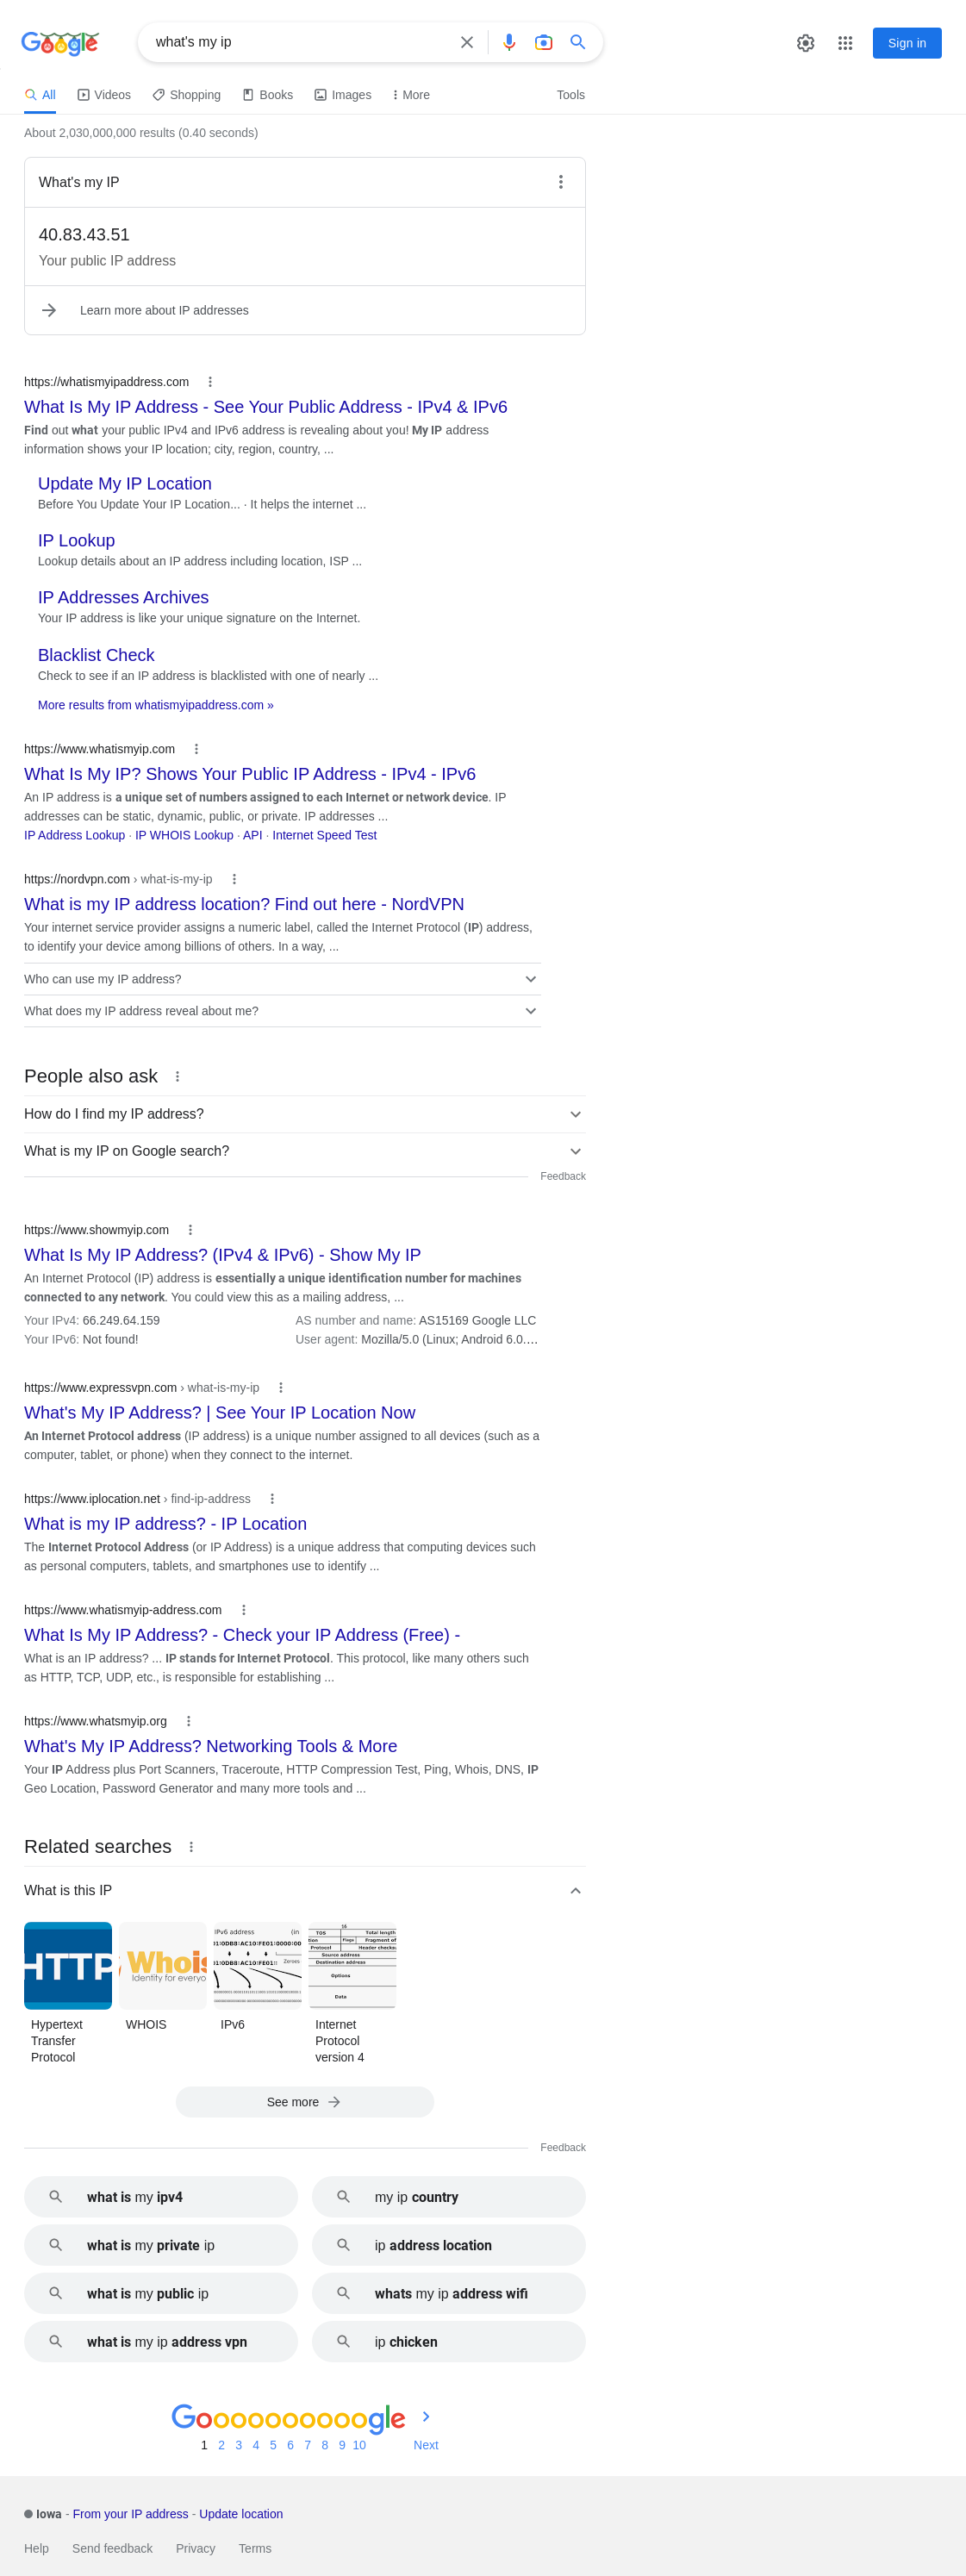 Google
what's my ip
Sign in
All
Videos
Shopping
Books
Images
More
Tools
About 2,030,000,000 results (0.40 seconds)
What's my IP
40.83.43.51
Your public IP address
Learn more about IP addresses
https://whatismyipaddress.com
What Is My IP Address - See Your Public Address - IPv4 & IPv6
Find out what your public IPv4 and IPv6 address is revealing about you! My IP address
information shows your IP location; city, region, country, ...
Update My IP Location
Before You Update Your IP Location... · It helps the internet ...
IP Lookup
Lookup details about an IP address including location, ISP ...
IP Addresses Archives
Your IP address is like your unique signature on the Internet.
Blacklist Check
Check to see if an IP address is blacklisted with one of nearly ...
More results from whatismyipaddress.com »
https://www.whatismyip.com
What Is My IP? Shows Your Public IP Address - IPv4 - IPv6
An IP address is a unique set of numbers assigned to each Internet or network device. IP
addresses can be static, dynamic, public, or private. IP addresses ...
IP Address Lookup · IP WHOIS Lookup · API · Internet Speed Test
https://nordvpn.com › what-is-my-ip
What is my IP address location? Find out here - NordVPN
Your internet service provider assigns a numeric label, called the Internet Protocol (IP) address,
to identify your device among billions of others. In a way, ...
Who can use my IP address?
What does my IP address reveal about me?
People also ask
How do I find my IP address?
What is my IP on Google search?
Feedback
https://www.showmyip.com
What Is My IP Address? (IPv4 & IPv6) - Show My IP
An Internet Protocol (IP) address is essentially a unique identification number for machines
connected to any network. You could view this as a mailing address, ...
Your IPv4: 66.249.64.159
AS number and name: AS15169 Google LLC
Your IPv6: Not found!
User agent: Mozilla/5.0 (Linux; Android 6.0....
https://www.expressvpn.com › what-is-my-ip
What's My IP Address? | See Your IP Location Now
An Internet Protocol address (IP address) is a unique number assigned to all devices (such as a
computer, tablet, or phone) when they connect to the internet.
https://www.iplocation.net › find-ip-address
What is my IP address? - IP Location
The Internet Protocol Address (or IP Address) is a unique address that computing devices such
as personal computers, tablets, and smartphones use to identify ...
https://www.whatismyip-address.com
What Is My IP Address? - Check your IP Address (Free) -
What is an IP address? ... IP stands for Internet Protocol. This protocol, like many others such
as HTTP, TCP, UDP, etc., is responsible for establishing ...
https://www.whatsmyip.org
What's My IP Address? Networking Tools & More
Your IP Address plus Port Scanners, Traceroute, HTTP Compression Test, Ping, Whois, DNS, IP
Geo Location, Password Generator and many more tools and ...
Related searches
What is this IP
HTTP
Whois
Identity for everyo
IPv6 address (in
Zeroes
16
TOS Total length
Flags Fragment of
Protocol Header checksu
Source address
Destination address
Options
Data
Hypertext
Transfer
Protocol
WHOIS
IPv6
Internet
Protocol
version 4
See more
Feedback
what is my ipv4
my ip country
what is my private ip
ip address location
what is my public ip
whats my ip address wifi
what is my ip address vpn
ip chicken
Goooooooooogle
1 2 3 4 5 6 7 8 9 10 Next
Iowa - From your IP address - Update location
Help
Send feedback
Privacy
Terms